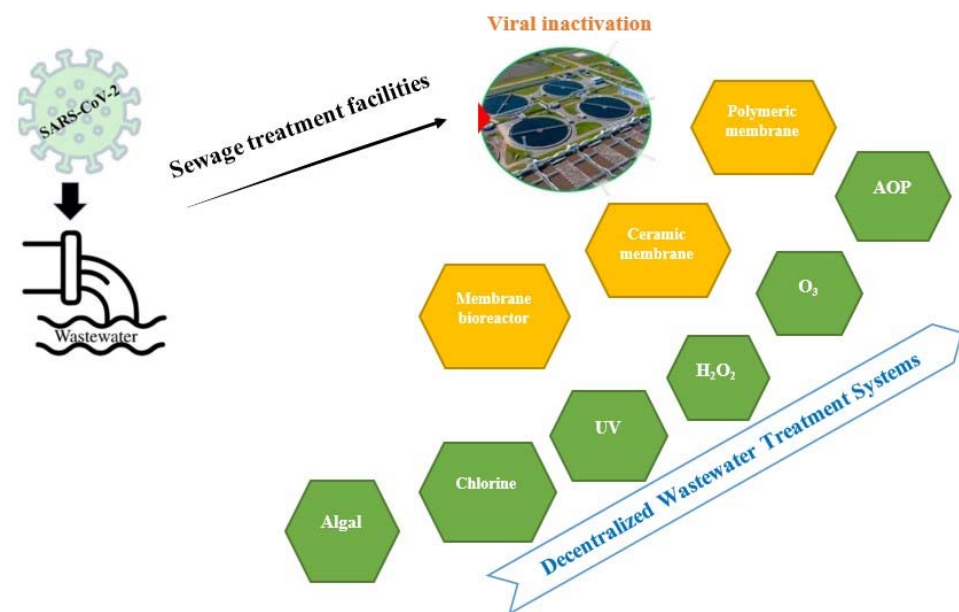 Viral inactivation
SARS-CoV-2
Sewage treatment facilities
Wastewater
Polymeric
membrane
AOP
Ceramic
membrane
O₃
Membrane
bioreactor
H₂O₂
UV
Chlorine
Algal
Decentralized Wastewater Treatment Systems